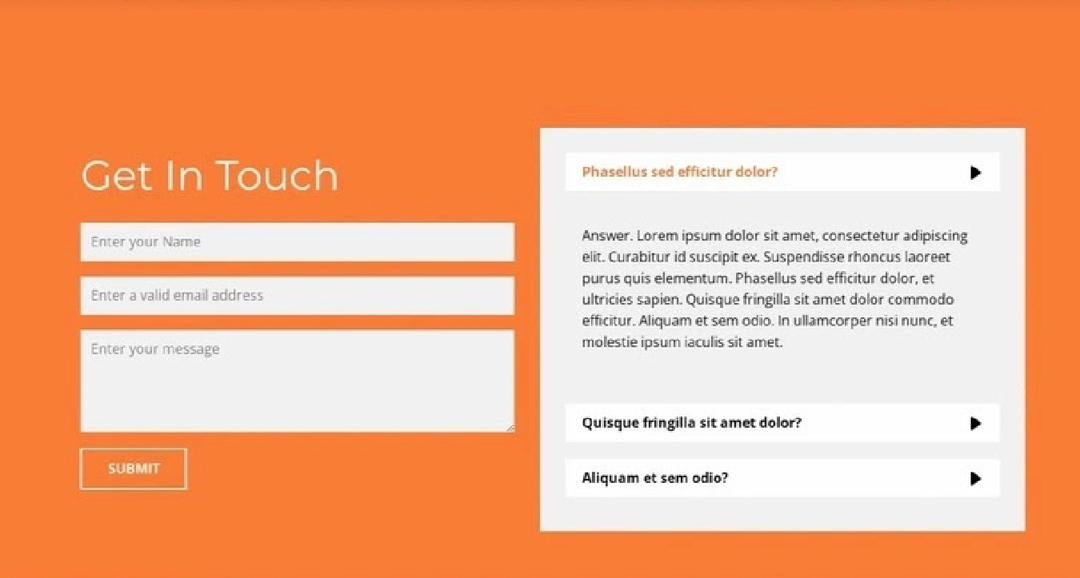 Get In Touch
Enter your Name
Enter a valid email address
Enter your message
SUBMIT
Phasellus sed efficitur dolor?
Answer. Lorem ipsum dolor sit amet, consectetur adipiscing
elit. Curabitur id suscipit ex. Suspendisse rhoncus laoreet
purus quis elementum. Phasellus sed efficitur dolor, et
ultricies sapien. Quisque fringilla sit amet dolor commodo
efficitur. Aliquam et sem odio. In ullamcorper nisi nunc, et
molestie ipsum iaculis sit amet.
Quisque fringilla sit amet dolor?
Aliquam et sem odio?